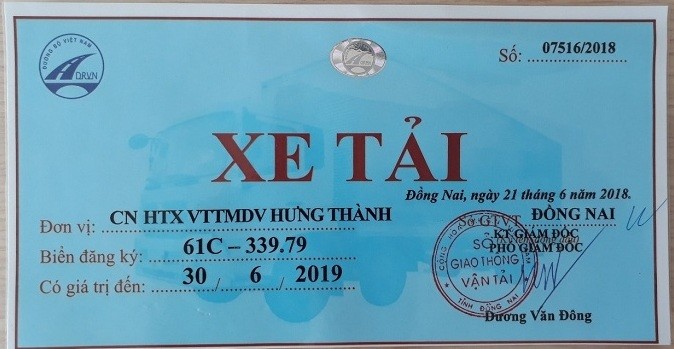 ĐƯỜNG BỘ VIỆT NAM
DRVN
Số: 07516/2018
XE TẢI
Đồng Nai, ngày 21 tháng 6 năm 2018.
Đơn vị: CN HTX VTTMDV HƯNG THÀNH
Biển đăng ký: 61C – 339.79
Có giá trị đến: 30 / 6 / 2019
Sở GTVT ĐỒNG NAI
KT GIÁM ĐỐC
PHÓ GIÁM ĐỐC
SỞ
GIAO THÔNG
VẬN TẢI
TỈNH ĐỒNG NAI
Dương Văn Đông